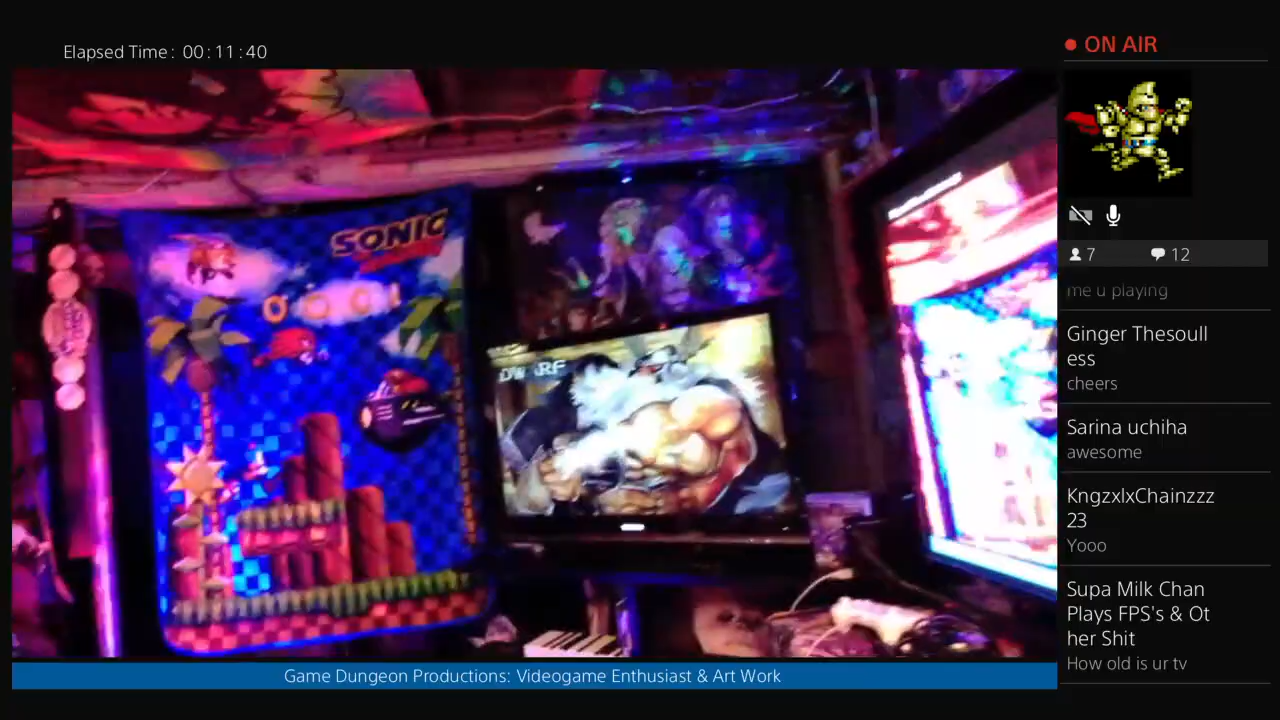 Elapsed Time: 00:11:40
ON AIR
7
12
me u playing
Ginger Thesoull
ess
cheers
Sarina uchiha
awesome
KngzxlxChainzzz
23
Yooo
Supa Milk Chan
Plays FPS's & Ot
her Shit
How old is ur tv
SONIC
DWARF
Game Dungeon Productions: Videogame Enthusiast & Art Work